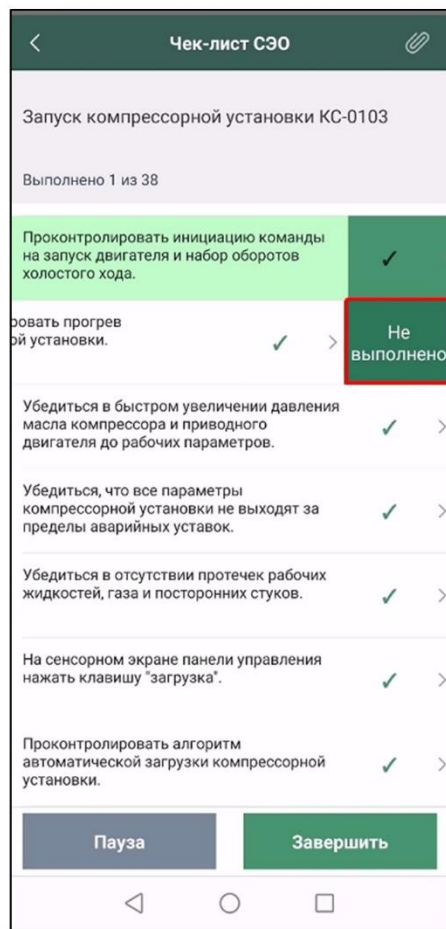 Чек-лист СЭО
Запуск компрессорной установки КС-0103
Выполнено 1 из 38
Проконтролировать инициацию команды
на запуск двигателя и набор оборотов
холостого хода.
ровать прогрев
ой установки.
Не
выполнено
Убедиться в быстром увеличении давления
масла компрессора и приводного
двигателя до рабочих параметров.
Убедиться, что все параметры
компрессорной установки не выходят за
пределы аварийных уставок.
Убедиться в отсутствии протечек рабочих
жидкостей, газа и посторонних стуков.
На сенсорном экране панели управления
нажать клавишу "загрузка".
Проконтролировать алгоритм
автоматической загрузки компрессорной
установки.
Пауза
Завершить